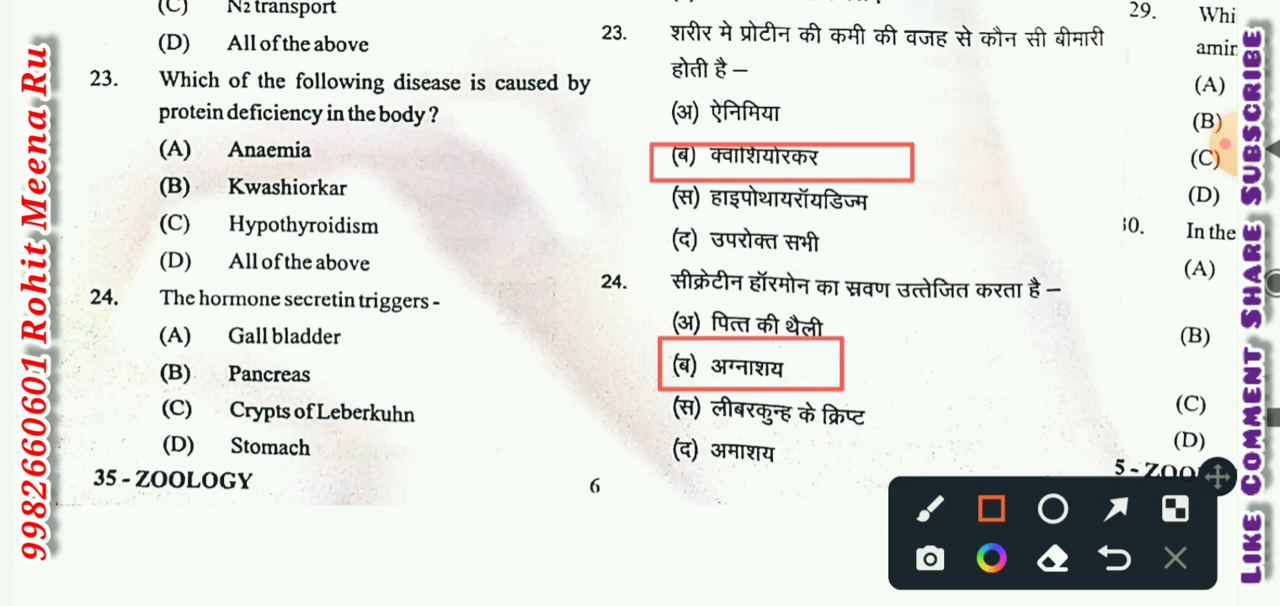 9982660601 Rohit Meena Ru
(C) N2 transport
(D) All of the above
23. Which of the following disease is caused by
protein deficiency in the body ?
(A) Anaemia
(B) Kwashiorkar
(C) Hypothyroidism
(D) All of the above
24. The hormone secretin triggers -
(A) Gall bladder
(B) Pancreas
(C) Crypts of Leberkuhn
(D) Stomach
35 - ZOOLOGY
6
23. शरीर मे प्रोटीन की कमी की वजह से कौन सी बीमारी
होती है –
(अ) ऐनिमिया
(ब) क्वाशियोरकर
(स) हाइपोथायरॉयडिज्म
(द) उपरोक्त सभी
24. सीक्रेटीन हॉरमोन का स्रवण उत्तेजित करता है –
(अ) पित्त की थैली
(ब) अग्नाशय
(स) लीबरकुन्ह के क्रिप्ट
(द) अमाशय
29. Whi
amin
(A)
(B)
(C)
(D)
30. In the
(A)
(B)
(C)
(D)
5 - ZOO
LIKE COMMENT SHARE SUBSCRIBE